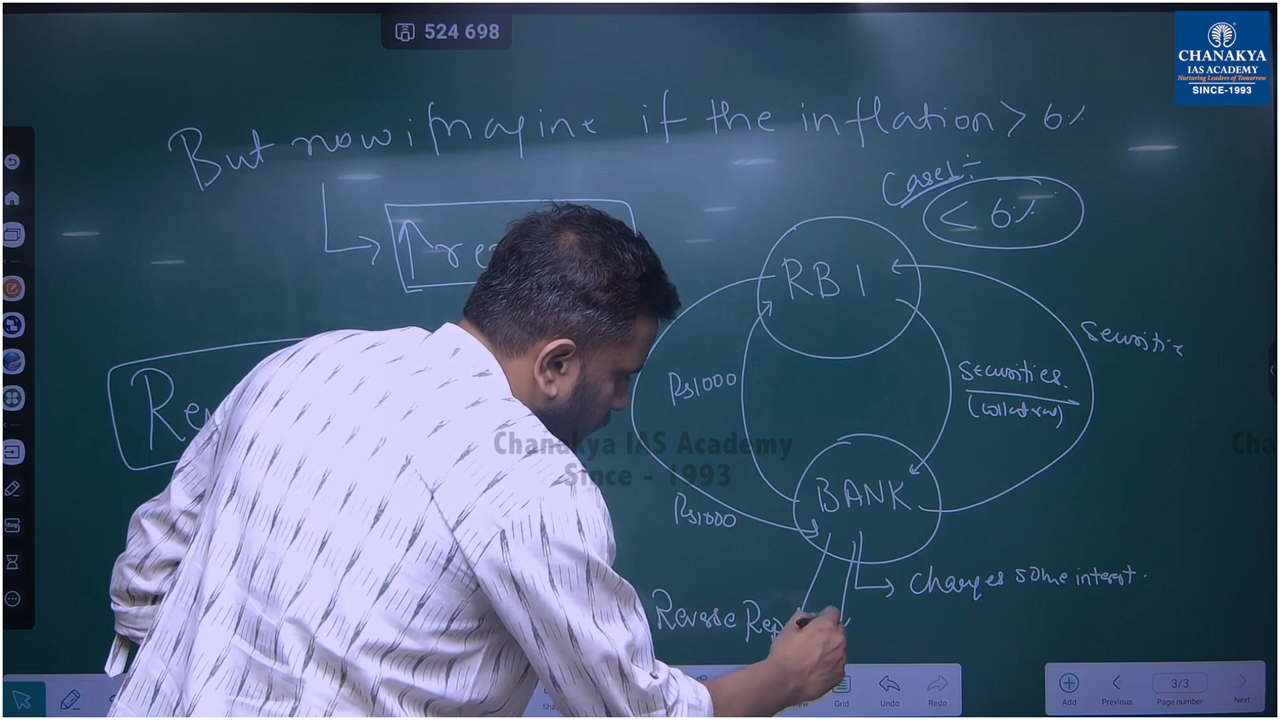 524 698
CHANAKYA
IAS ACADEMY
Nurturing Leaders of Tomorrow
SINCE-1993
But now imagine if the inflation > 6%
Case1:-
< 6%
RBI
Rs1000
Securities
(collateral)
BANK
Rs1000
Charges some interest.
Reverse
Chanakya IAS Academy
Since - 1993
Cha
Grid
Undo
Redo
Add
Previous
3/3
Page number
Next